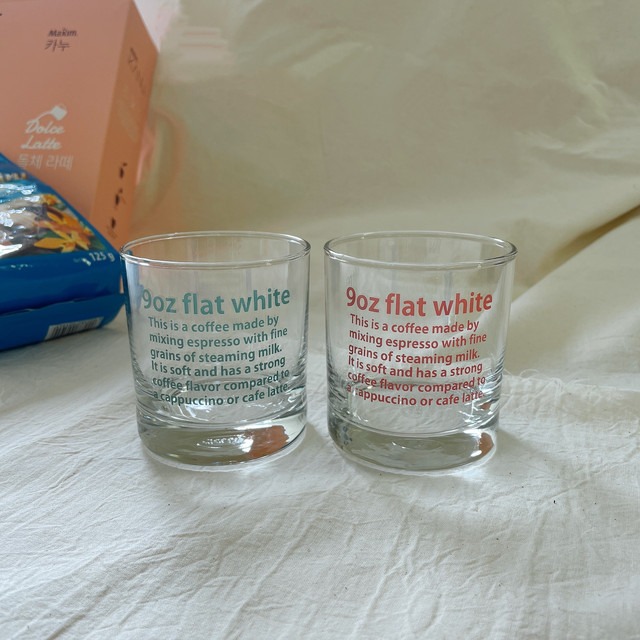 Maxim
카누
Dolce
Latte
돌체 라떼
123 g
9oz flat white
This is a coffee made by
mixing espresso with fine
grains of steaming milk.
It is soft and has a strong
coffee flavor compared to
a cappuccino or cafe latte
9oz flat white
This is a coffee made by
mixing espresso with fine
grains of steaming milk.
It is soft and has a strong
coffee flavor compared to
a cappuccino or cafe latte